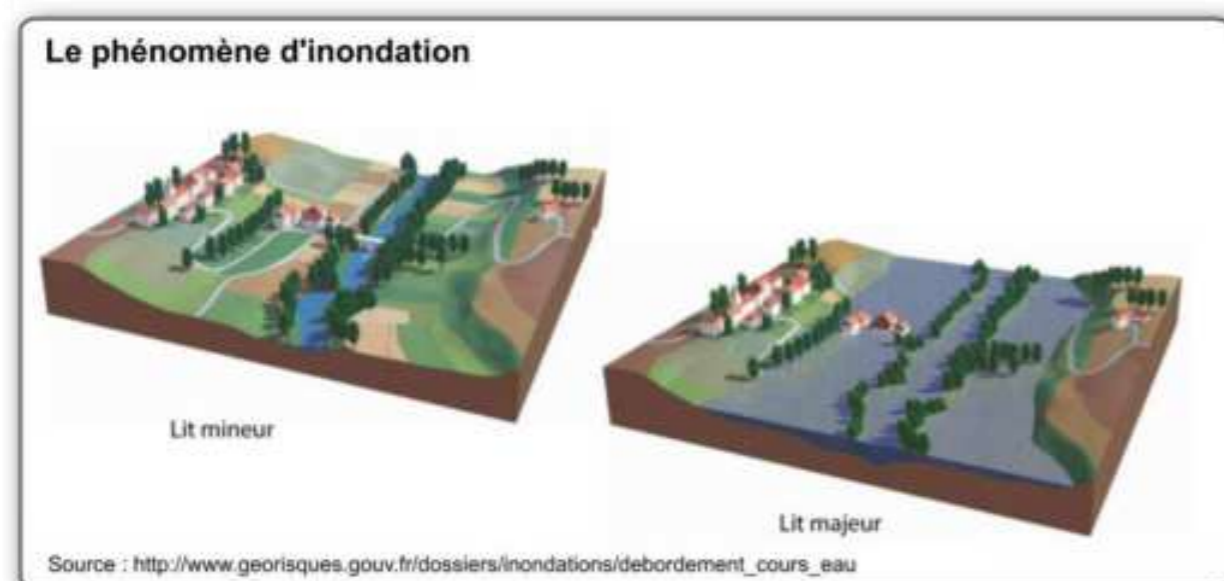 Le phénomène d'inondation
Lit mineur
Lit majeur
Source : http://www.georisques.gouv.fr/dossiers/inondations/debordement_cours_eau